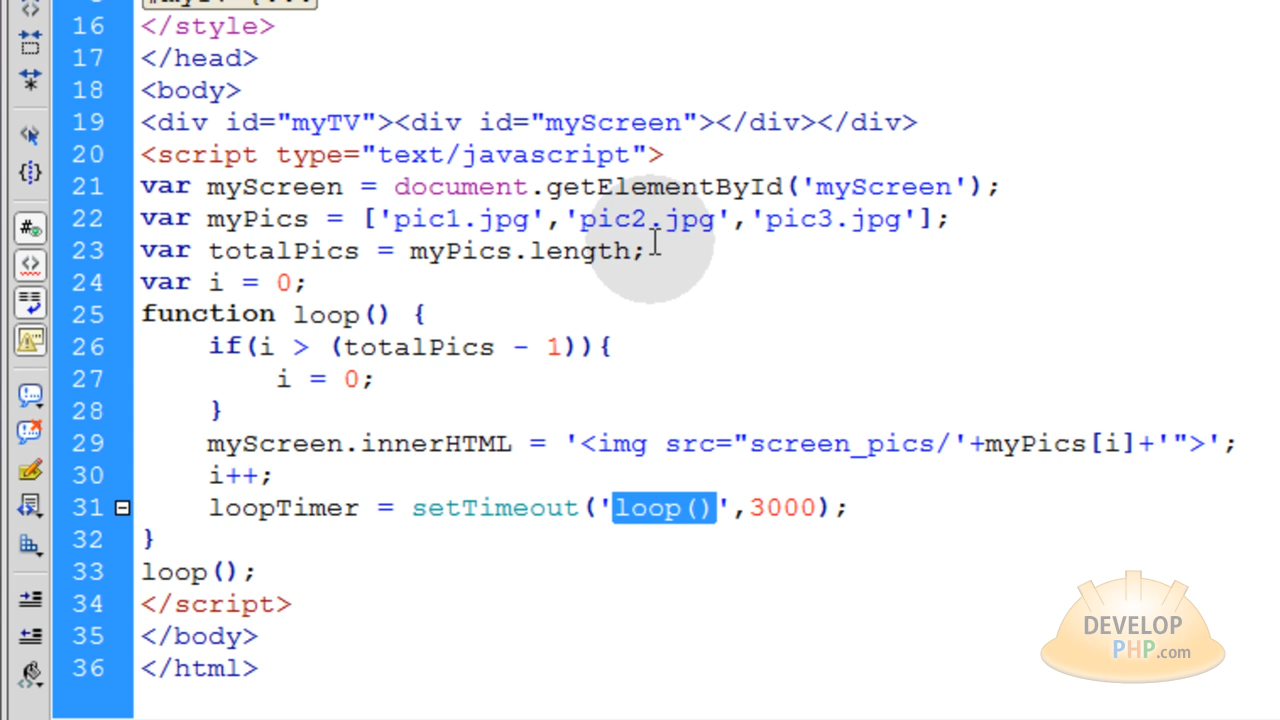 16 </style>
17 </head>
18 <body>
19 <div id="myTV"><div id="myScreen"></div></div>
20 <script type="text/javascript">
21 var myScreen = document.getElementById('myScreen');
22 var myPics = ['pic1.jpg','pic2.jpg','pic3.jpg'];
23 var totalPics = myPics.length;
24 var i = 0;
25 function loop() {
26 if(i > (totalPics - 1)){
27 i = 0;
28 }
29 myScreen.innerHTML = '<img src="screen_pics/'+myPics[i]+'">';
30 i++;
31 loopTimer = setTimeout('loop()',3000);
32 }
33 loop();
34 </script>
35 </body>
36 </html>
DEVELOP
PHP.com